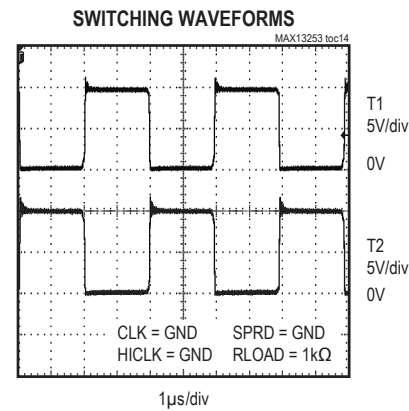 SWITCHING WAVEFORMS
MAX13253 toc14
T1
5V/div
0V
T2
5V/div
0V
CLK = GND SPRD = GND
HICLK = GND RLOAD = 1kΩ
1µs/div